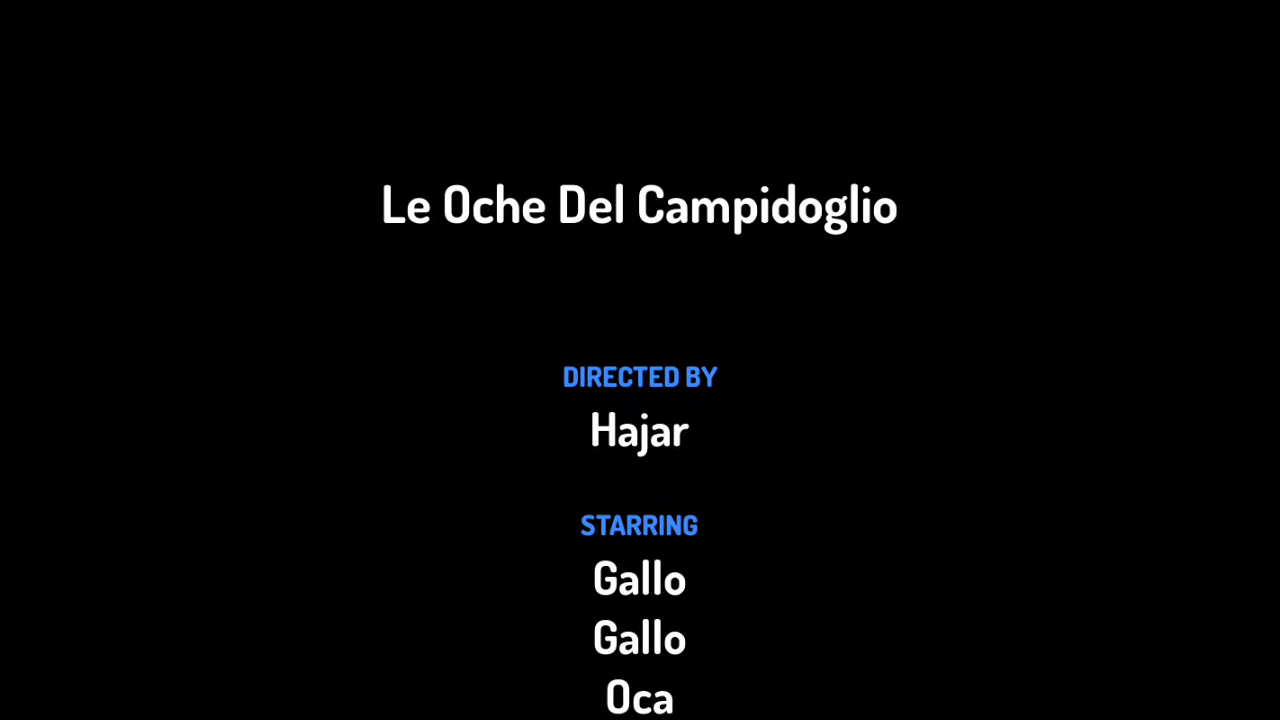 Le Oche Del Campidoglio
DIRECTED BY
Hajar
STARRING
Gallo
Gallo
Oca